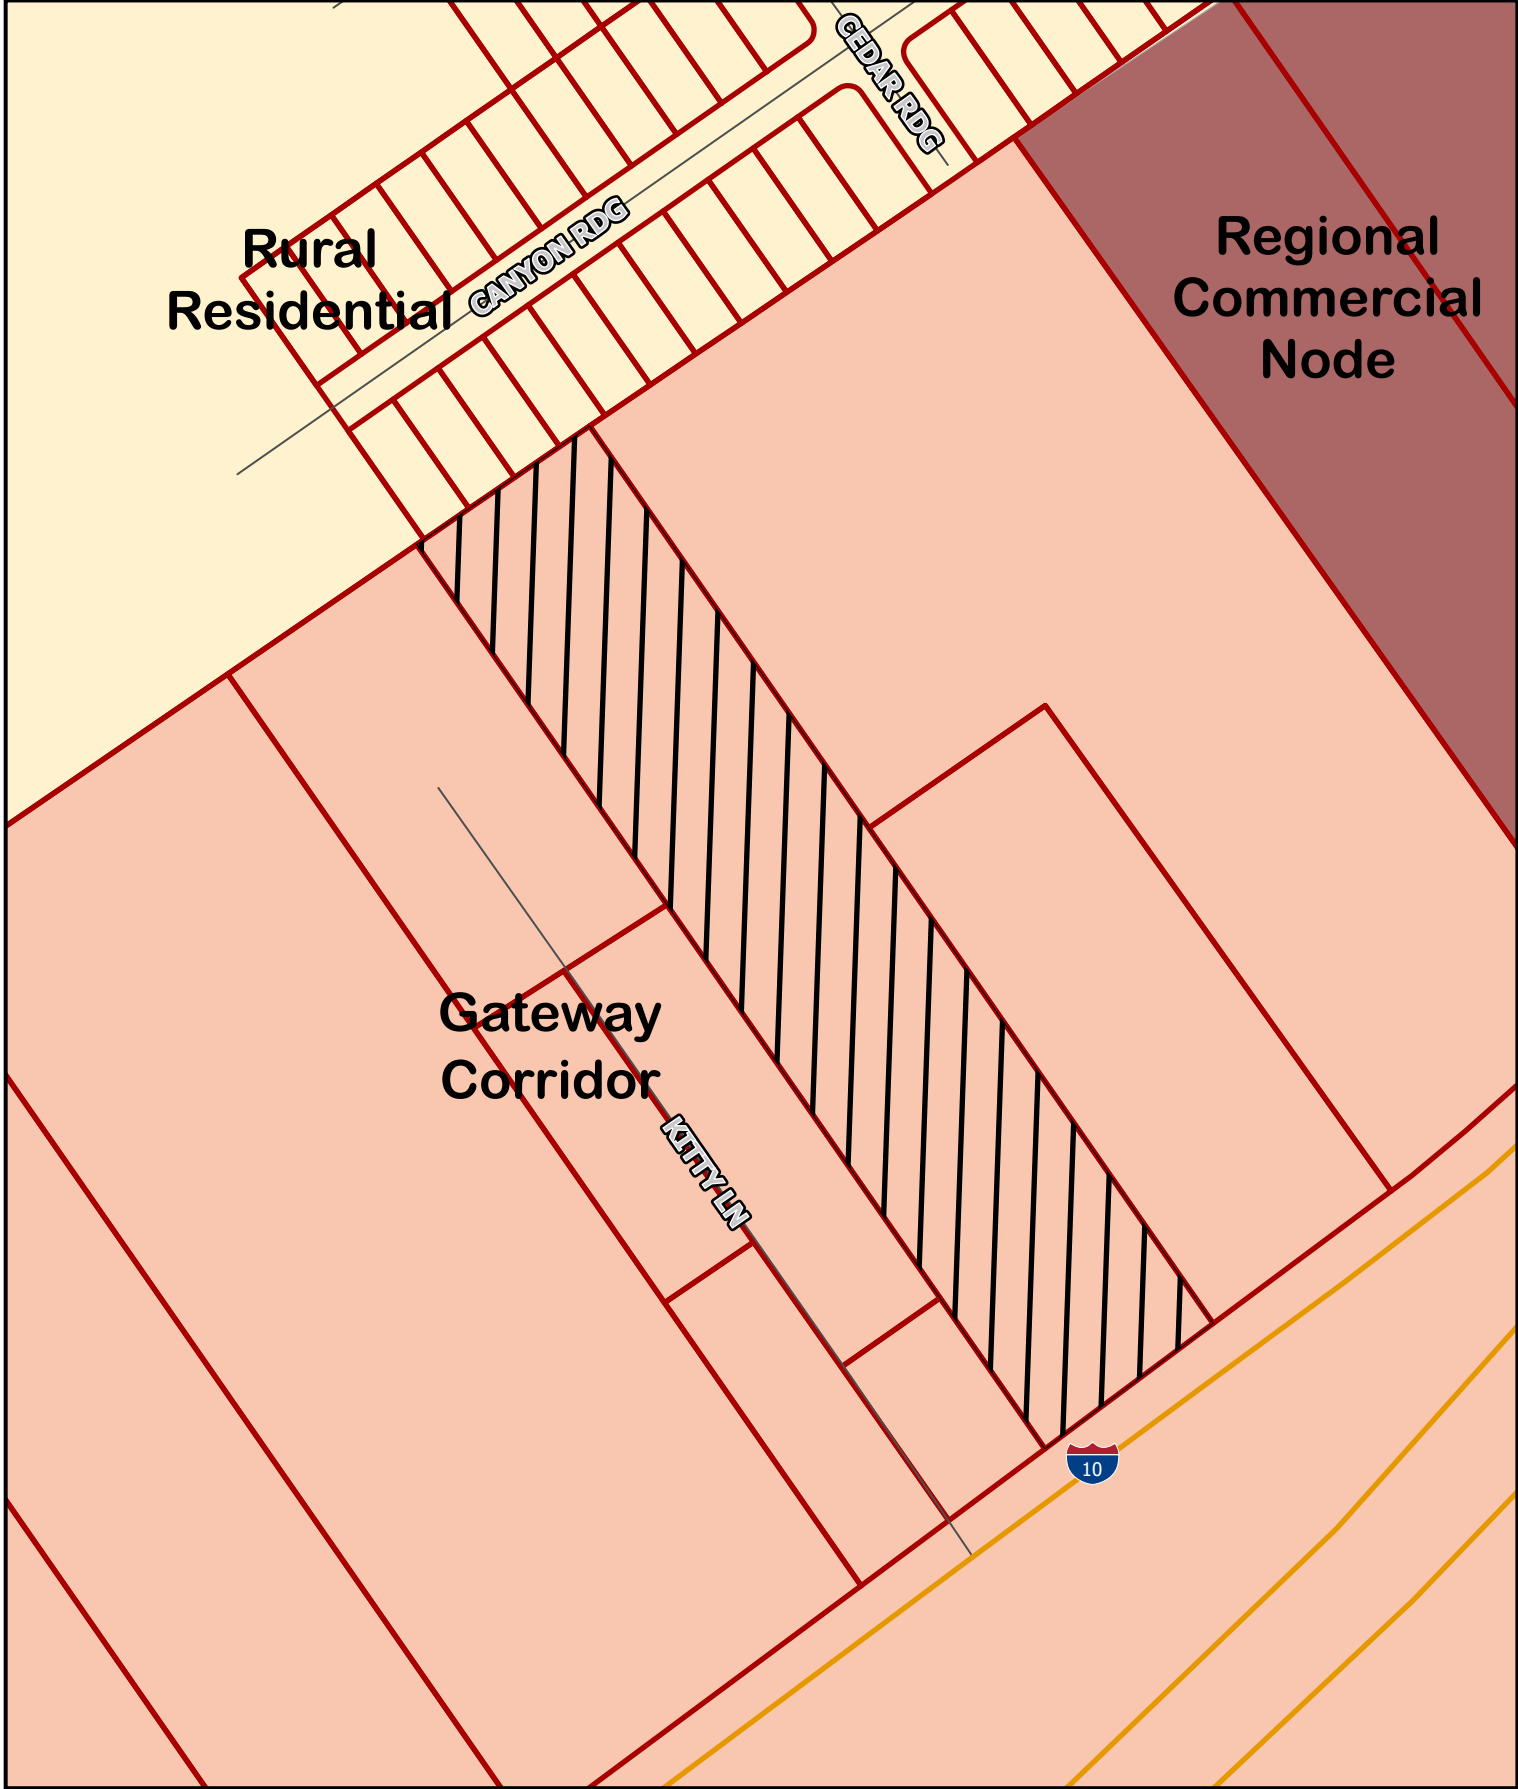 CEDAR RDG
CANYON RDG
Rural
Residential
Regional
Commercial
Node
Gateway
Corridor
KITTY LN
10